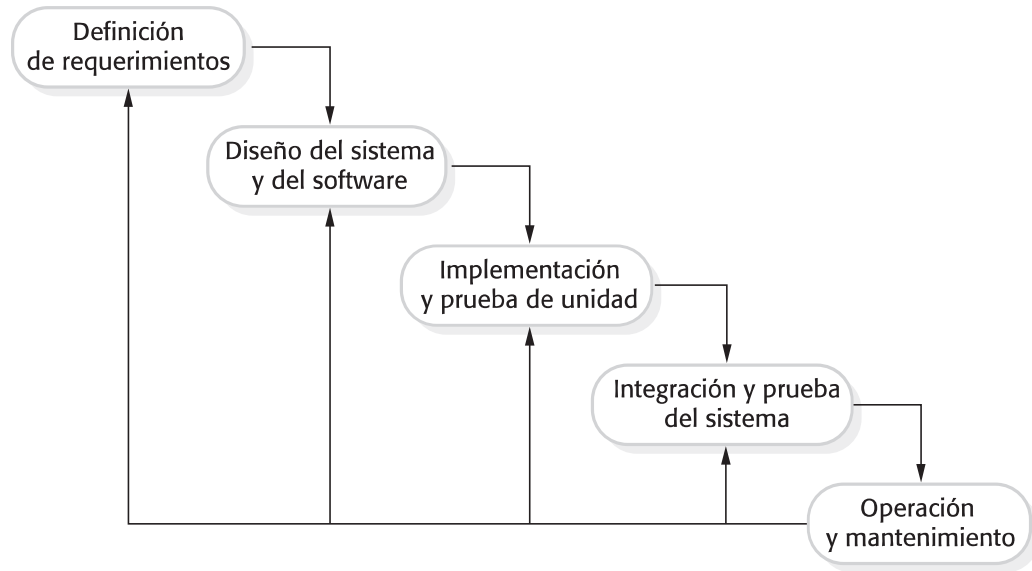 Definición
de requerimientos
Diseño del sistema
y del software
Implementación
y prueba de unidad
Integración y prueba
del sistema
Operación
y mantenimiento